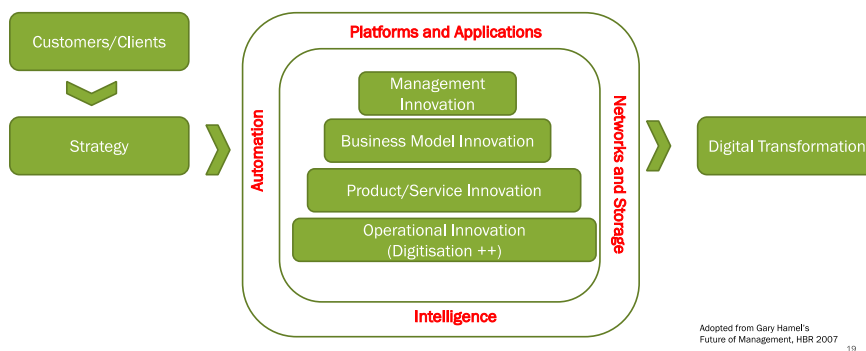 Customers/Clients
Strategy
Platforms and Applications
Automation
Management
Innovation
Business Model Innovation
Product/Service Innovation
Operational Innovation
(Digitisation ++)
Networks and Storage
Intelligence
Digital Transformation
Adopted from Gary Hamel's
Future of Management, HBR 2007
19